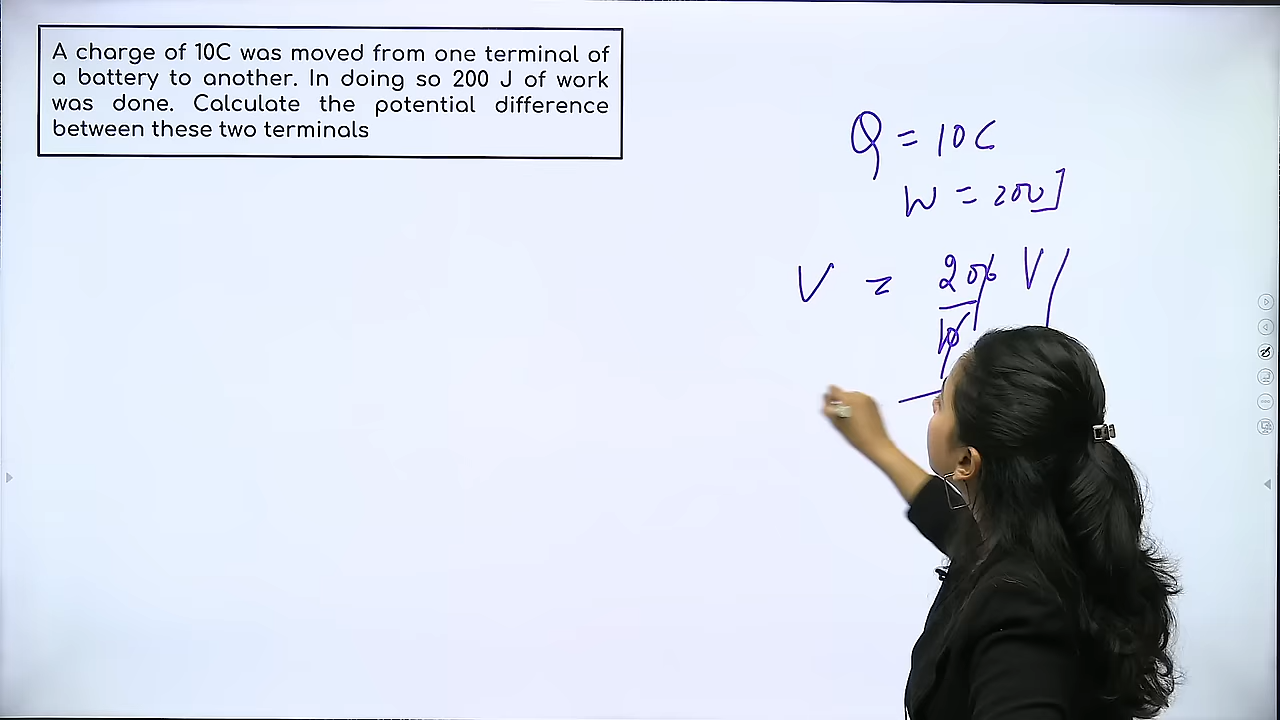 A charge of 10C was moved from one terminal of
a battery to another. In doing so 200 J of work
was done. Calculate the potential difference
between these two terminals
Q = 10C
W = 200J
V = 200 V
10